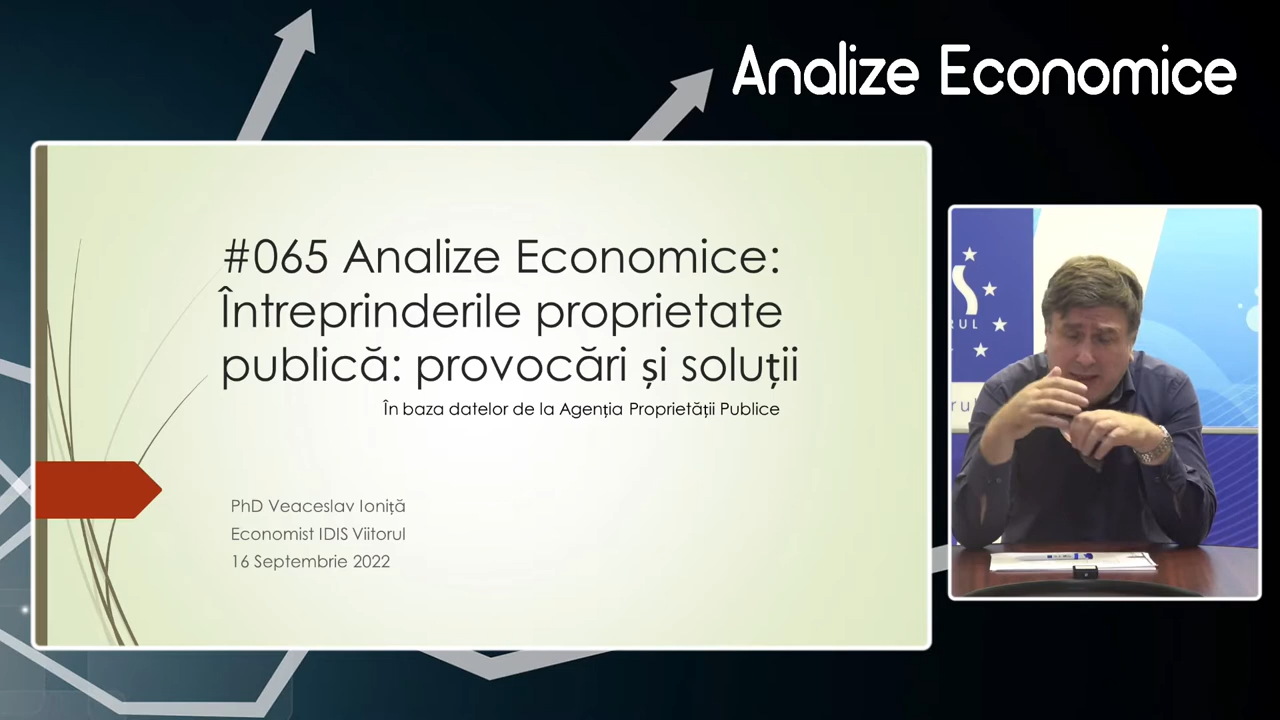 Analize Economice
#065 Analize Economice:
Întreprinderile proprietate
publică: provocări și soluții
În baza datelor de la Agenția Proprietății Publice
PhD Veaceslav Ioniță
Economist IDIS Viitorul
16 Septembrie 2022